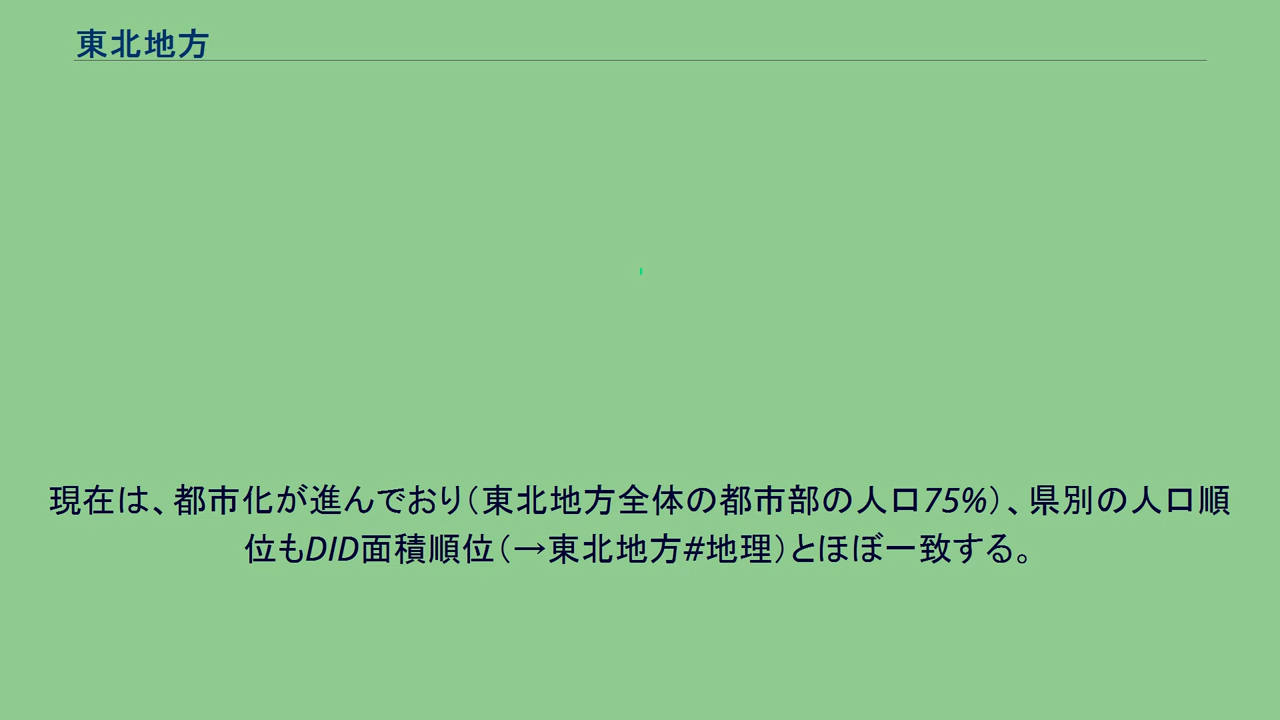 東北地方
現在は、都市化が進んでおり（東北地方全体の都市部の人口75%）、県別の人口順
位もDID面積順位（→東北地方#地理）とほぼ一致する。